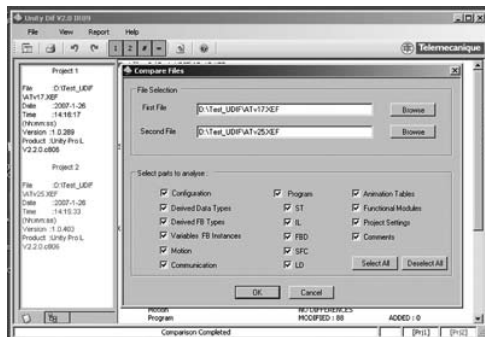 Unity Dif V2.0 IR09
File View Report Help
1 2 # =
Telemecanique
Project 1
File :D:\Test_UDIF
\ATv17.XEF
Date :2007-1-26
Time :14:16:17
(hh:mm:ss)
Version :1.0.289
Product :Unity Pro L
V2.2.0.c806
Project 2
File :D:\Test_UDIF
\ATv25.XEF
Date :2007-1-26
Time :14:15:33
(hh:mm:ss)
Version :1.0.403
Product :Unity Pro L
V2.2.0.c806
Compare Files
File Selection
First File D:\Test_UDIF\ATv17.XEF Browse
Second File D:\Test_UDIF\ATv25.XEF Browse
Select parts to analyse :
Configuration Program Animation Tables
Derived Data Types ST Functional Modules
Derived FB Types IL Project Settings
Variables FB Instances FBD Comments
Motion SFC
Communication LD Select All Deselect All
OK Cancel
Motion NO DIFFERENCES
Program MODIFIED : 88 ADDED : 0
Comparison Completed [Prj1] [Prj2]